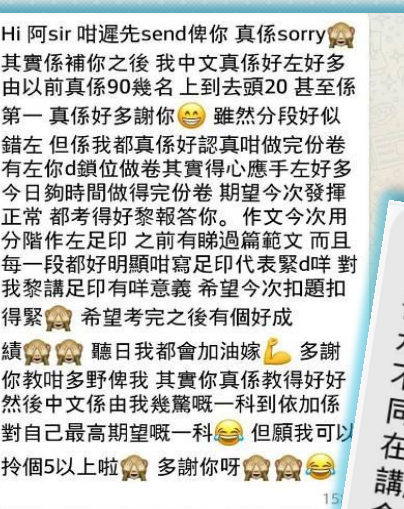 Hi 阿sir 咁遲先send俾你 真係sorry🙈
其實係補你之後 我中文真係好左好多
由以前真係90幾名 上到去頭20 甚至係
第一 真係好多謝你😁 雖然分段好似
錯左 但係我都真係好認真咁做完份卷
有左你d鎖位做卷其實得心應手左好多
今日夠時間做得完份卷 期望今次發揮
正常 都考得好黎報答你。 作文今次用
分階作左足印 之前有睇過篇範文 而且
每一段都好明顯咁寫足印代表緊d咩 對
我黎講足印有咩意義 希望今次扣題扣
得緊🙈 希望考完之後有個好成
績🙈🙈 聽日我都會加油嫁💪 多謝
你教咁多野俾我 其實你真係教得好好
然後中文係由我幾驚嘅一科到依加係
對自己最高期望嘅一科😂 但願我可以
拎個5以上啦🙈 多謝你呀🙈🙈😂
15
不
同
在
講